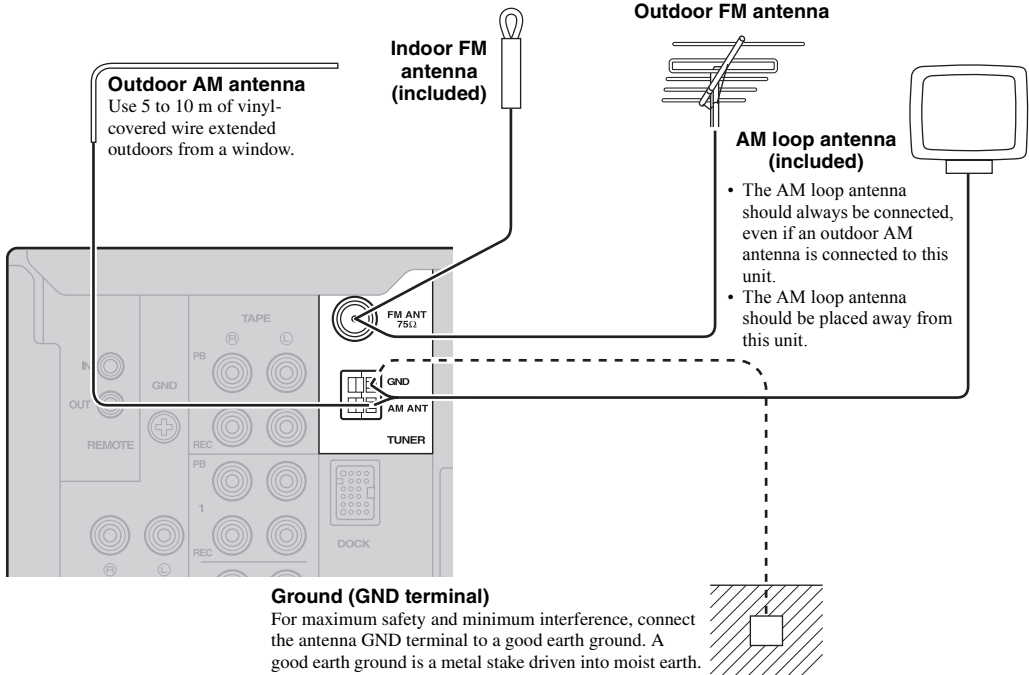 Outdoor FM antenna
Indoor FM
antenna
(included)
Outdoor AM antenna
Use 5 to 10 m of vinyl-
covered wire extended
outdoors from a window.
AM loop antenna
(included)
• The AM loop antenna
should always be connected,
even if an outdoor AM
antenna is connected to this
unit.
• The AM loop antenna
should be placed away from
this unit.
TAPE
R L
PB
REC
IN
OUT
REMOTE
GND
PB
1
REC
R L
FM ANT
75Ω
GND
AM ANT
TUNER
DOCK
Ground (GND terminal)
For maximum safety and minimum interference, connect
the antenna GND terminal to a good earth ground. A
good earth ground is a metal stake driven into moist earth.